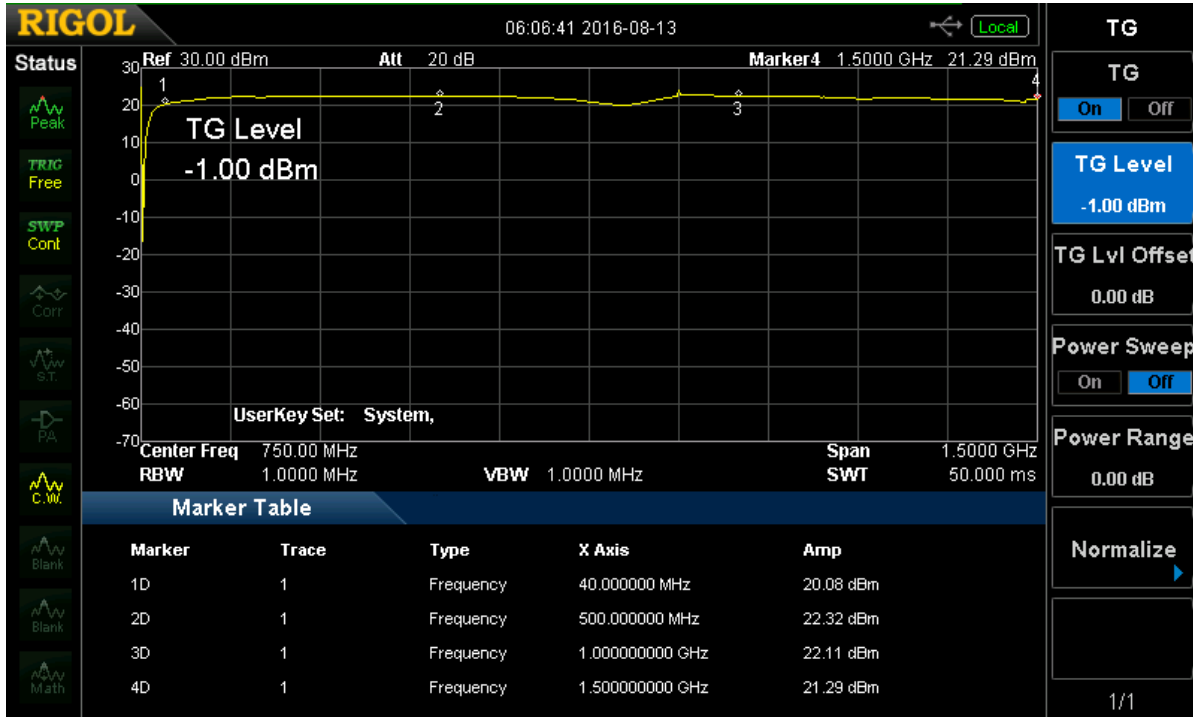 RIGOL
06:06:41 2016-08-13
Local
Status
Peak
TRIG
Free
SWP
Cont
Corr
S.T.
PA
C.W.
Blank
Blank
Math
Ref 30.00 dBm Att 20 dB Marker4 1.5000 GHz 21.29 dBm
30
20
10
0
-10
-20
-30
-40
-50
-60
-70
1
2
3
4
TG Level
-1.00 dBm
UserKey Set: System,
Center Freq 750.00 MHz Span 1.5000 GHz
RBW 1.0000 MHz VBW 1.0000 MHz SWT 50.000 ms
Marker Table
Marker Trace Type X Axis Amp
1D 1 Frequency 40.000000 MHz 20.08 dBm
2D 1 Frequency 500.000000 MHz 22.32 dBm
3D 1 Frequency 1.000000000 GHz 22.11 dBm
4D 1 Frequency 1.500000000 GHz 21.29 dBm
TG
TG
On Off
TG Level
-1.00 dBm
TG Lvl Offset
0.00 dB
Power Sweep
On Off
Power Range
0.00 dB
Normalize
1/1